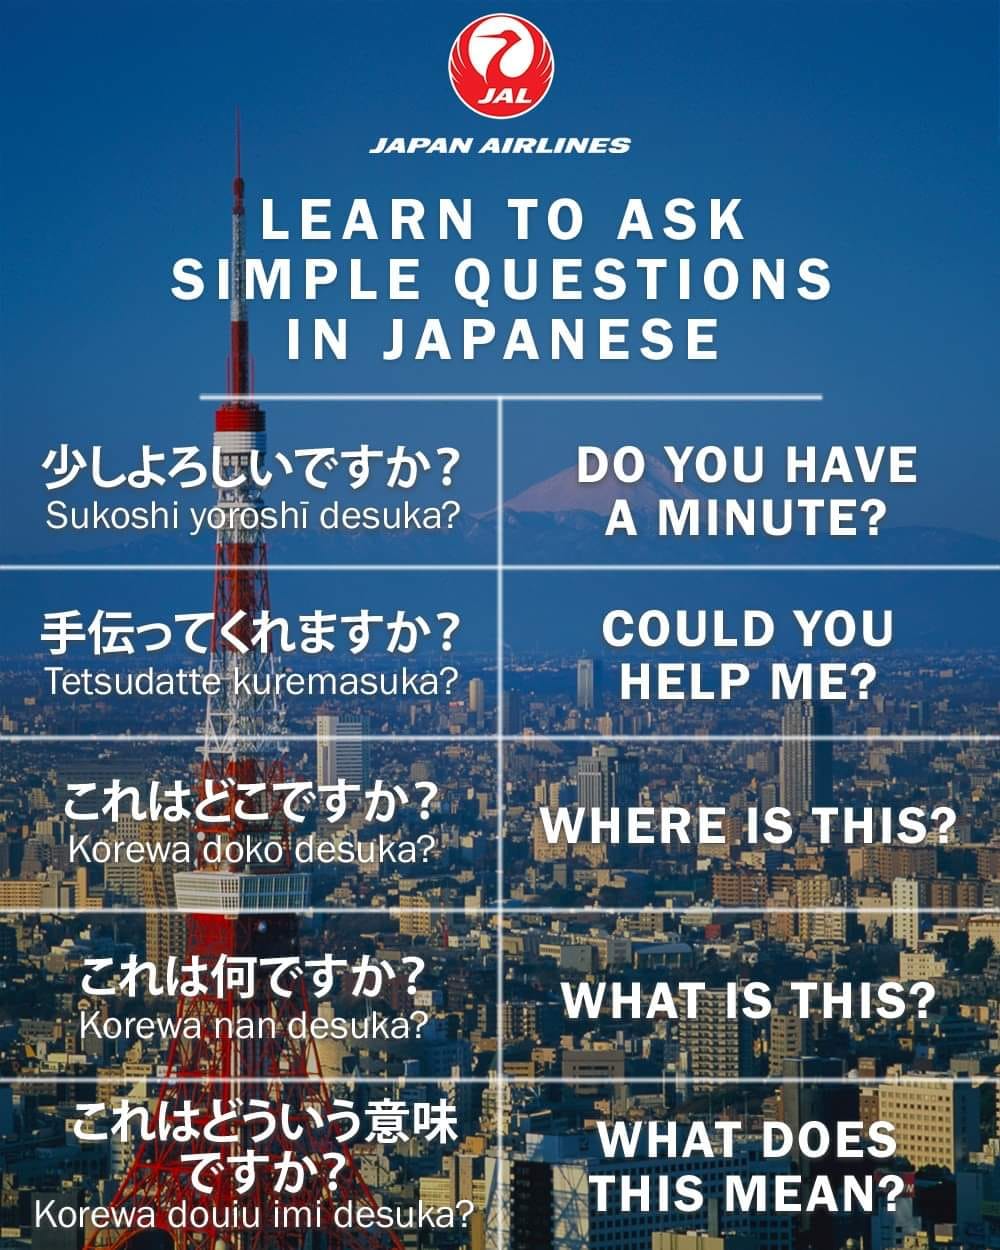 JAL
JAPAN AIRLINES
LEARN TO ASK
SIMPLE QUESTIONS
IN JAPANESE
少しよろしいですか？
Sukoshi yoroshī desuka?
DO YOU HAVE
A MINUTE?
手伝ってくれますか？
Tetsudatte kuremasuka?
COULD YOU
HELP ME?
これはどこですか？
Korewa doko desuka?
WHERE IS THIS?
これは何ですか？
Korewa nan desuka?
WHAT IS THIS?
これはどういう意味
ですか？
Korewa douiu imi desuka?
WHAT DOES
THIS MEAN?